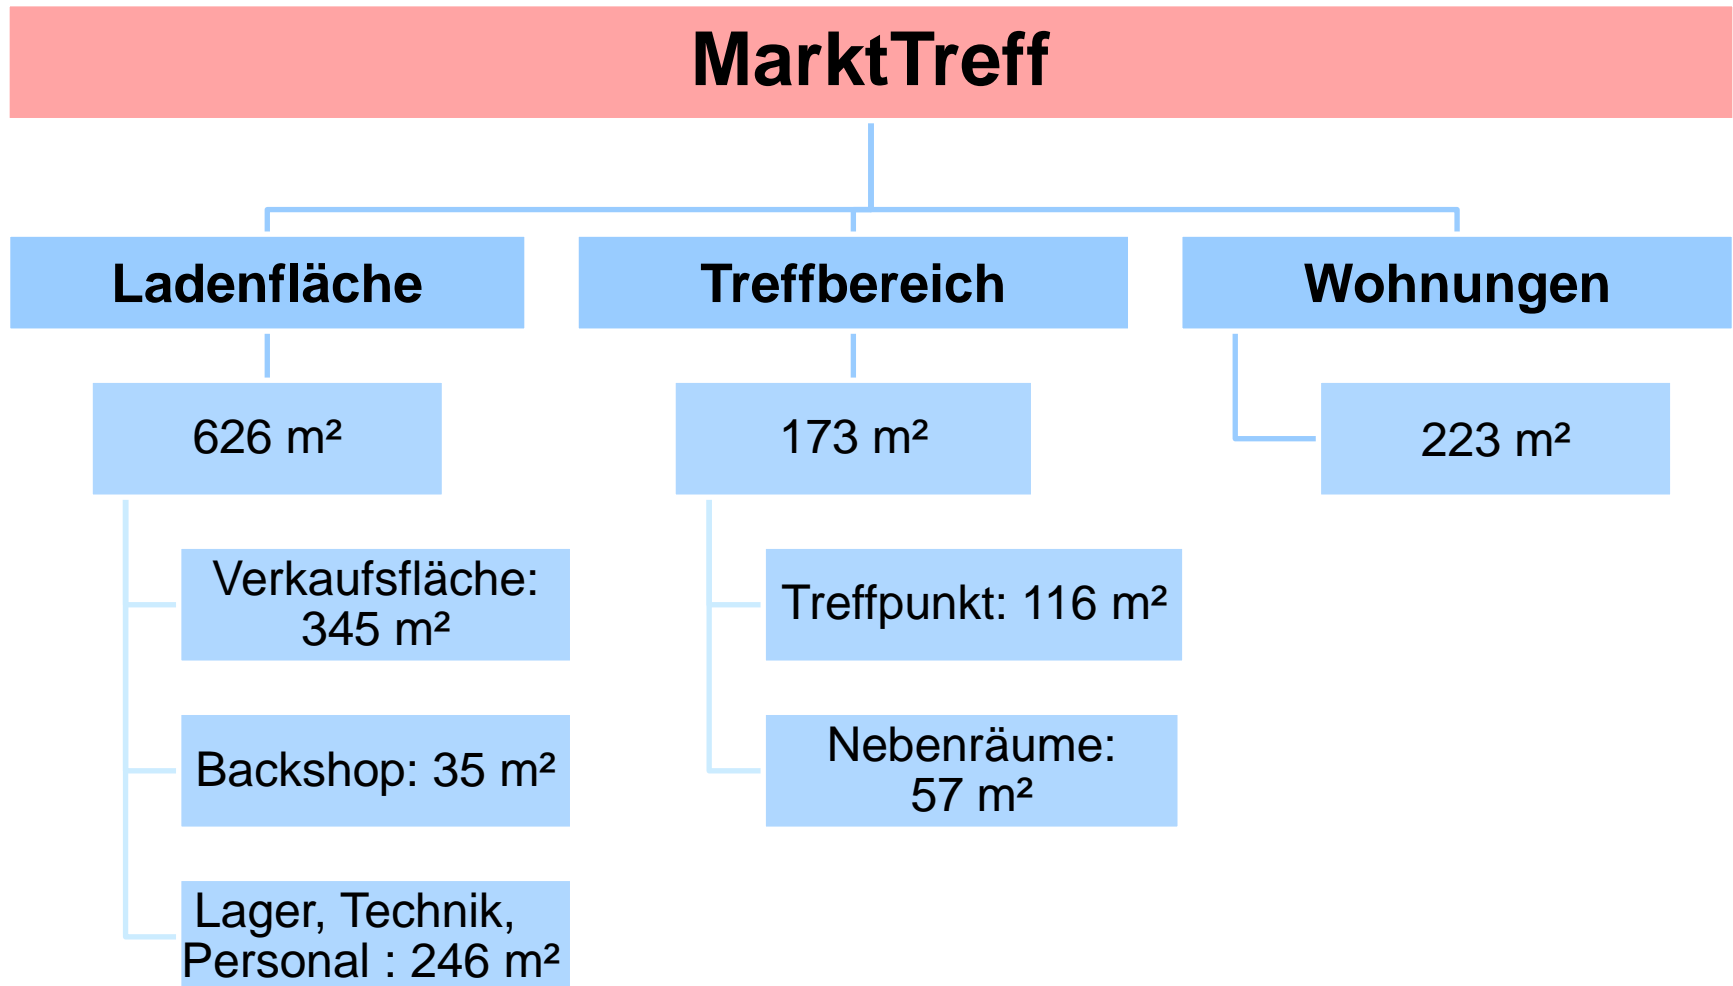 MarktTreff
Ladenfläche
Treffbereich
Wohnungen
626 m²
173 m²
223 m²
Verkaufsfläche:
345 m²
Treffpunkt: 116 m²
Backshop: 35 m²
Nebenräume:
57 m²
Lager, Technik,
Personal : 246 m²